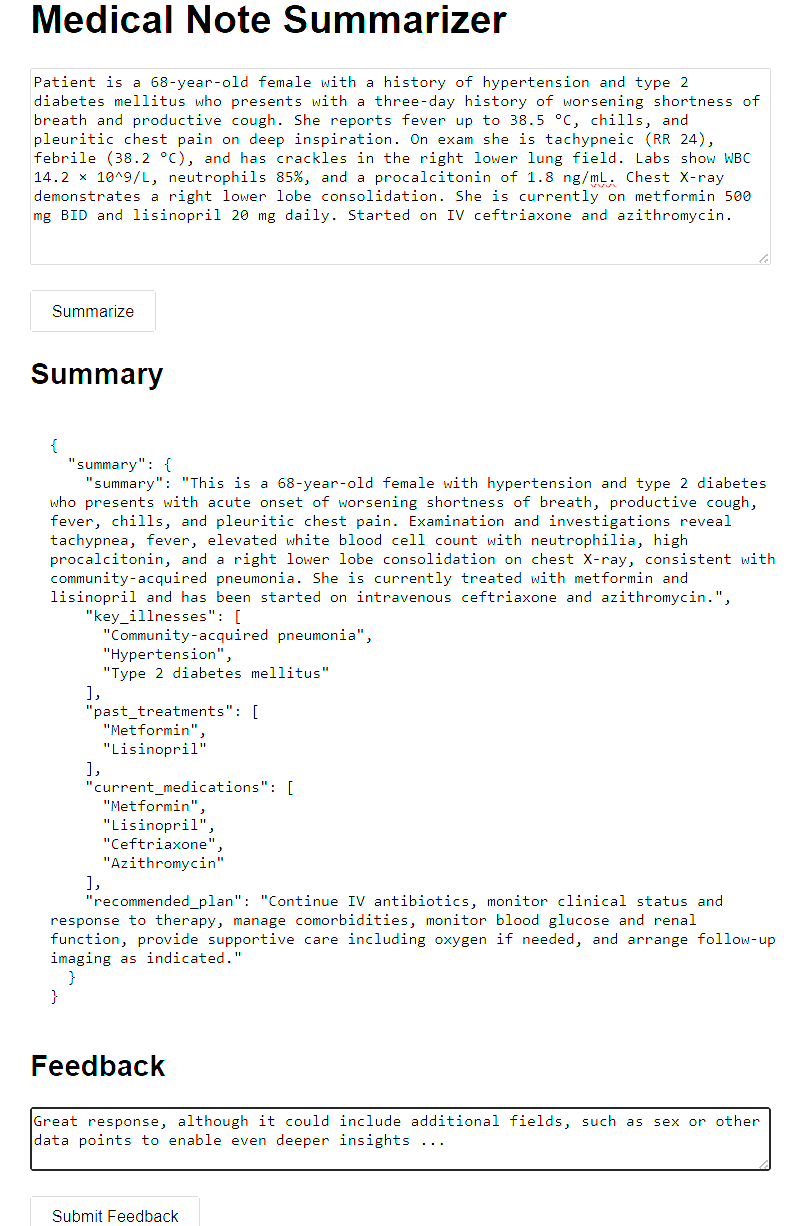 Medical Note Summarizer
Patient is a 68-year-old female with a history of hypertension and type 2
diabetes mellitus who presents with a three-day history of worsening shortness of
breath and productive cough. She reports fever up to 38.5 °C, chills, and
pleuritic chest pain on deep inspiration. On exam she is tachypneic (RR 24),
febrile (38.2 °C), and has crackles in the right lower lung field. Labs show WBC
14.2 × 10^9/L, neutrophils 85%, and a procalcitonin of 1.8 ng/mL. Chest X-ray
demonstrates a right lower lobe consolidation. She is currently on metformin 500
mg BID and lisinopril 20 mg daily. Started on IV ceftriaxone and azithromycin.
Summarize
Summary
{
  "summary": {
    "summary": "This is a 68-year-old female with hypertension and type 2 diabetes
who presents with acute onset of worsening shortness of breath, productive cough,
fever, chills, and pleuritic chest pain. Examination and investigations reveal
tachypnea, fever, elevated white blood cell count with neutrophilia, high
procalcitonin, and a right lower lobe consolidation on chest X-ray, consistent with
community-acquired pneumonia. She is currently treated with metformin and
lisinopril and has been started on intravenous ceftriaxone and azithromycin.",
    "key_illnesses": [
      "Community-acquired pneumonia",
      "Hypertension",
      "Type 2 diabetes mellitus"
    ],
    "past_treatments": [
      "Metformin",
      "Lisinopril"
    ],
    "current_medications": [
      "Metformin",
      "Lisinopril",
      "Ceftriaxone",
      "Azithromycin"
    ],
    "recommended_plan": "Continue IV antibiotics, monitor clinical status and
response to therapy, manage comorbidities, monitor blood glucose and renal
function, provide supportive care including oxygen if needed, and arrange follow-up
imaging as indicated."
  }
}
Feedback
Great response, although it could include additional fields, such as sex or other
data points to enable even deeper insights ...
Submit Feedback